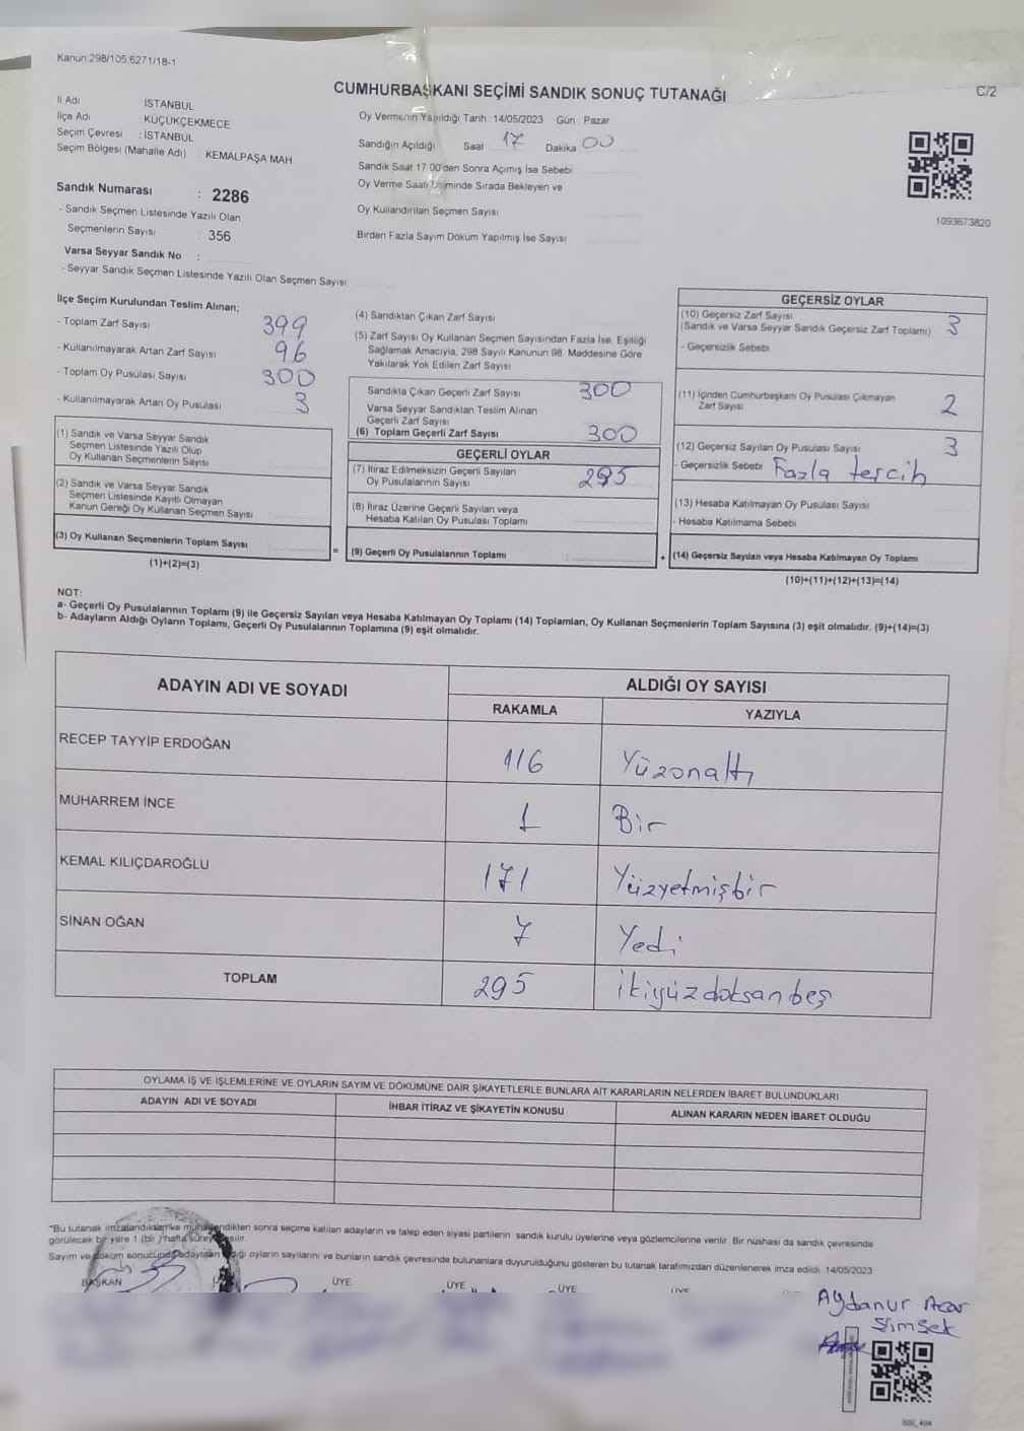 Kanun:298/105,6271/18-1
CUMHURBAŞKANI SEÇİMİ SANDIK SONUÇ TUTANAĞI
C/2
İl Adı İSTANBUL
İlçe Adı : KÜÇÜKÇEKMECE
Seçim Çevresi : İSTANBUL
Seçim Bölgesi (Mahalle Adı) KEMALPAŞA MAH
Oy Vermenin Yapıldığı Tarih: 14/05/2023 Gün: Pazar
Sandığın Açıldığı Saat 17 Dakika 00
Sandık Saat 17:00'den Sonra Açılmış İse Sebebi
Oy Verme Saati Bitiminde Sırada Bekleyen ve
Oy Kullandırılan Seçmen Sayısı
Birden Fazla Sayım Döküm Yapılmış İse Sayısı
1093673820
Sandık Numarası : 2286
- Sandık Seçmen Listesinde Yazılı Olan
Seçmenlerin Sayısı 356
Varsa Seyyar Sandık No :
- Seyyar Sandık Seçmen Listesinde Yazılı Olan Seçmen Sayısı
İlçe Seçim Kurulundan Teslim Alınan;
- Toplam Zarf Sayısı 399
- Kullanılmayarak Artan Zarf Sayısı 96
- Toplam Oy Pusulası Sayısı 300
- Kullanılmayarak Artan Oy Pusulası 3
(1) Sandık ve Varsa Seyyar Sandık
Seçmen Listesinde Yazılı Olup
Oy Kullanan Seçmenlerin Sayısı
(2) Sandık ve Varsa Seyyar Sandık
Seçmen Listesinde Kayıtlı Olmayan
Kanun Gereği Oy Kullanan Seçmen Sayısı
(3) Oy Kullanan Seçmenlerin Toplam Sayısı
(1)+(2)=(3)
(4) Sandıktan Çıkan Zarf Sayısı
(5) Zarf Sayısı Oy Kullanan Seçmen Sayısından Fazla İse, Eşitliği
Sağlamak Amacıyla, 298 Sayılı Kanunun 98. Maddesine Göre
Yakılarak Yok Edilen Zarf Sayısı
Sandıkta Çıkan Geçerli Zarf Sayısı 300
Varsa Seyyar Sandıktan Teslim Alınan
Geçerli Zarf Sayısı
(6) Toplam Geçerli Zarf Sayısı 300
GEÇERLİ OYLAR
(7) İtiraz Edilmeksizin Geçerli Sayılan
Oy Pusulalarının Sayısı 295
(8) İtiraz Üzerine Geçerli Sayılan veya
Hesaba Katılan Oy Pusulası Toplamı
= (9) Geçerli Oy Pusulalarının Toplamı
GEÇERSİZ OYLAR
(10) Geçersiz Zarf Sayısı
(Sandık ve Varsa Seyyar Sandık Geçersiz Zarf Toplamı) 3
- Geçersizlik Sebebi
(11) İçinden Cumhurbaşkanı Oy Pusulası Çıkmayan
Zarf Sayısı 2
(12) Geçersiz Sayılan Oy Pusulası Sayısı 3
- Geçersizlik Sebebi Fazla tercih
(13) Hesaba Katılmayan Oy Pusulası Sayısı
- Hesaba Katılmama Sebebi
+ (14) Geçersiz Sayılan veya Hesaba Katılmayan Oy Toplamı
(10)+(11)+(12)+(13)=(14)
NOT:
a- Geçerli Oy Pusulalarının Toplamı (9) ile Geçersiz Sayılan veya Hesaba Katılmayan Oy Toplamı (14) Toplamları, Oy Kullanan Seçmenlerin Toplam Sayısına (3) eşit olmalıdır. (9)+(14)=(3)
b- Adayların Aldığı Oyların Toplamı, Geçerli Oy Pusulalarının Toplamına (9) eşit olmalıdır.
ADAYIN ADI VE SOYADI ALDIĞI OY SAYISI
RAKAMLA YAZIYLA
RECEP TAYYİP ERDOĞAN 116 Yüzonaltı
MUHARREM İNCE 1 Bir
KEMAL KILIÇDAROĞLU 171 Yüzyetmişbir
SİNAN OĞAN 7 Yedi
TOPLAM 295 ikiyüzdoksanbeş
OYLAMA İŞ VE İŞLEMLERİNE VE OYLARIN SAYIM VE DÖKÜMÜNE DAİR ŞİKAYETLERLE BUNLARA AİT KARARLARIN NELERDEN İBARET BULUNDUKLARI
ADAYIN ADI VE SOYADI İHBAR İTİRAZ VE ŞİKAYETİN KONUSU ALINAN KARARIN NEDEN İBARET OLDUĞU
"Bu tutanak sonra seçime katılan adayların ve talep eden siyasi partilerin sandık kurulu üyelerine veya gözlemcilerine verilir. Bir nüshası da sandık çevresinde
görülecek bir yere 1 (bir) hafta
Sayım ve döküm sonucunda adayların aldığı oyların sayılarını ve bunların sandık çevresinde bulunanlara duyurulduğunu gösteren bu tutanak tarafımızdan düzenlenerek imza edildi. 14/05/2023
BAŞKAN ÜYE ÜYE ÜYE
Aydanur Acar
Şimşek